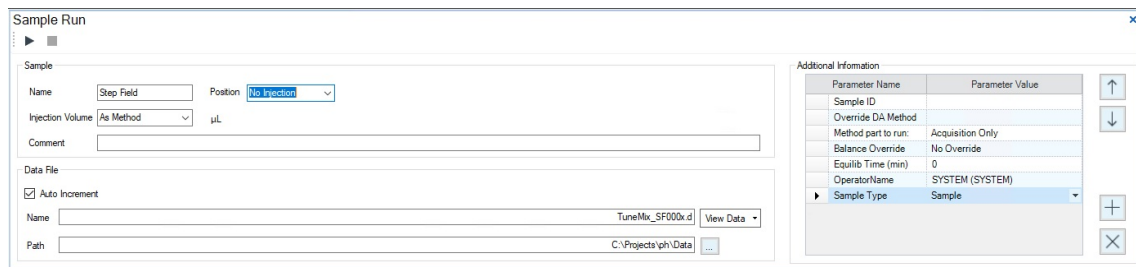 Sample Run
Sample
Name Step Field Position No Injection
Injection Volume As Method µL
Comment
Data File
Auto Increment
Name TuneMix_SF000x.d View Data
Path C:\Projects\ph\Data ...
Additional Information
Parameter Name Parameter Value
Sample ID
Override DA Method
Method part to run: Acquisition Only
Balance Override No Override
Equilib Time (min) 0
OperatorName SYSTEM (SYSTEM)
Sample Type Sample